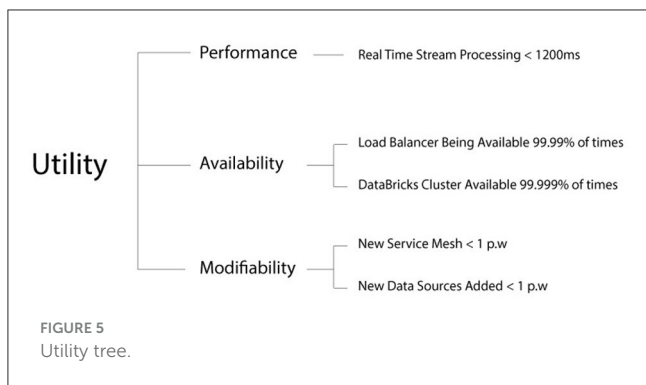 Performance
Real Time Stream Processing < 1200ms
Utility
Availability
Load Balancer Being Available 99.99% of times
DataBricks Cluster Available 99.999% of times
Modifiability
New Service Mesh < 1 p.w
New Data Sources Added < 1 p.w
FIGURE 5
Utility tree.